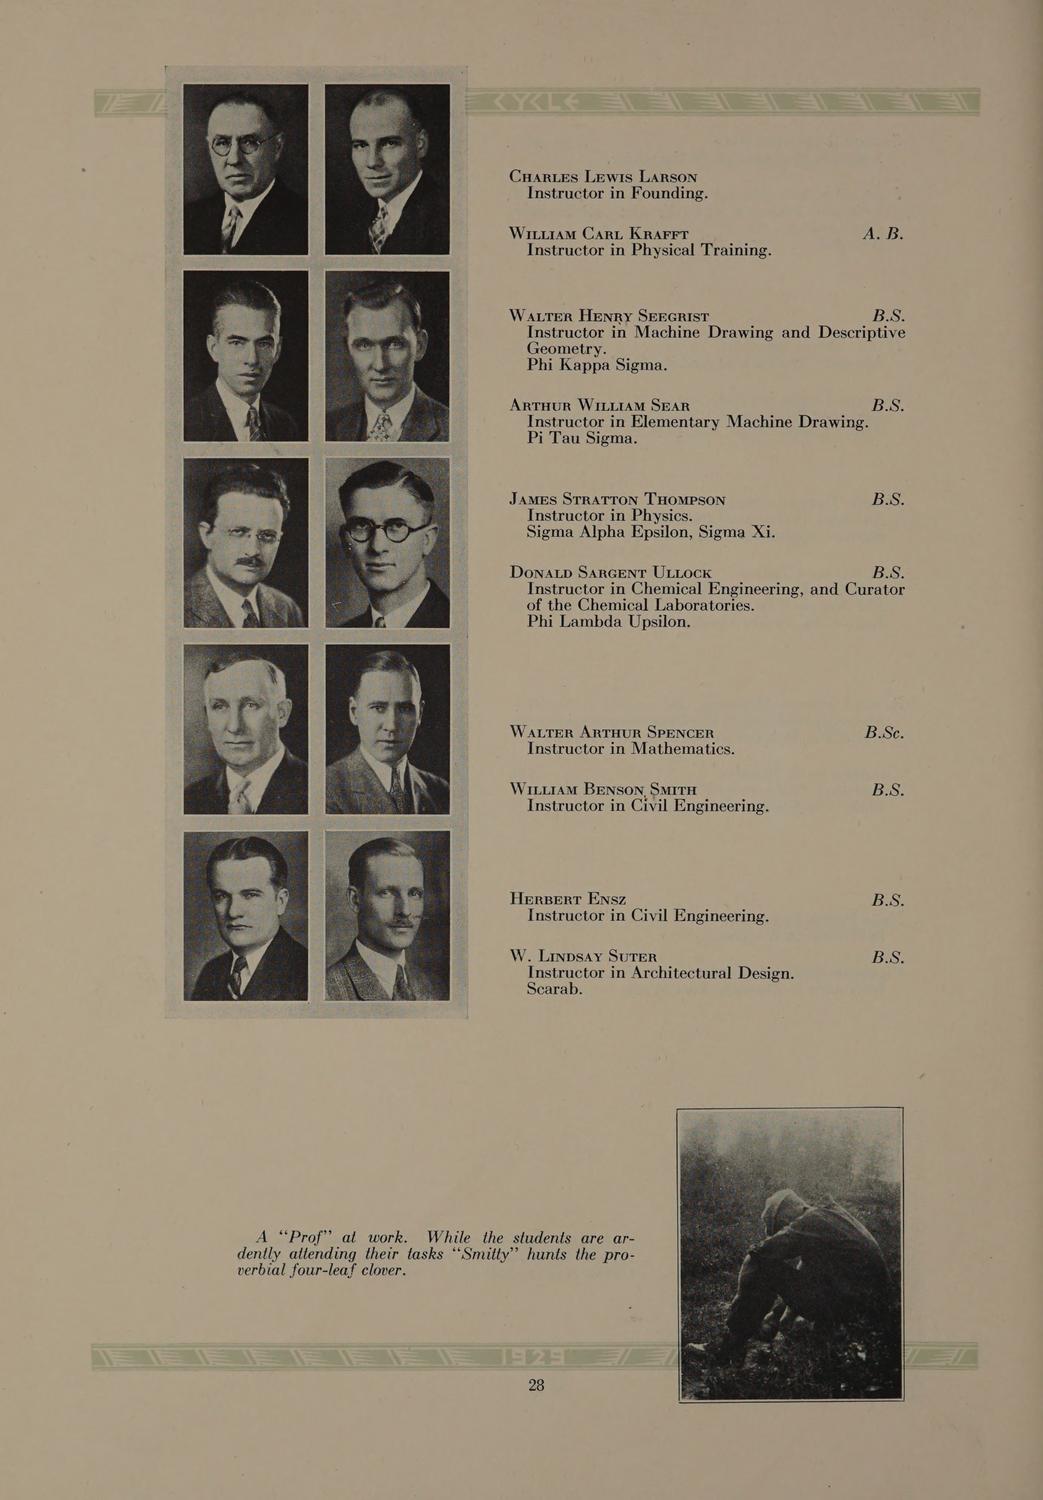 CYCLE
CHARLES LEWIS LARSON
Instructor in Founding.
WILLIAM CARL KRAFFT A. B.
Instructor in Physical Training.
WALTER HENRY SEEGRIST B.S.
Instructor in Machine Drawing and Descriptive
Geometry.
Phi Kappa Sigma.
ARTHUR WILLIAM SEAR B.S.
Instructor in Elementary Machine Drawing.
Pi Tau Sigma.
JAMES STRATTON THOMPSON B.S.
Instructor in Physics.
Sigma Alpha Epsilon, Sigma Xi.
DONALD SARGENT ULLOCK B.S.
Instructor in Chemical Engineering, and Curator
of the Chemical Laboratories.
Phi Lambda Upsilon.
WALTER ARTHUR SPENCER B.Sc.
Instructor in Mathematics.
WILLIAM BENSON SMITH B.S.
Instructor in Civil Engineering.
HERBERT ENSZ B.S.
Instructor in Civil Engineering.
W. LINDSAY SUTER B.S.
Instructor in Architectural Design.
Scarab.
A "Prof" at work. While the students are ar-
dently attending their tasks "Smitty" hunts the pro-
verbial four-leaf clover.
1929
28